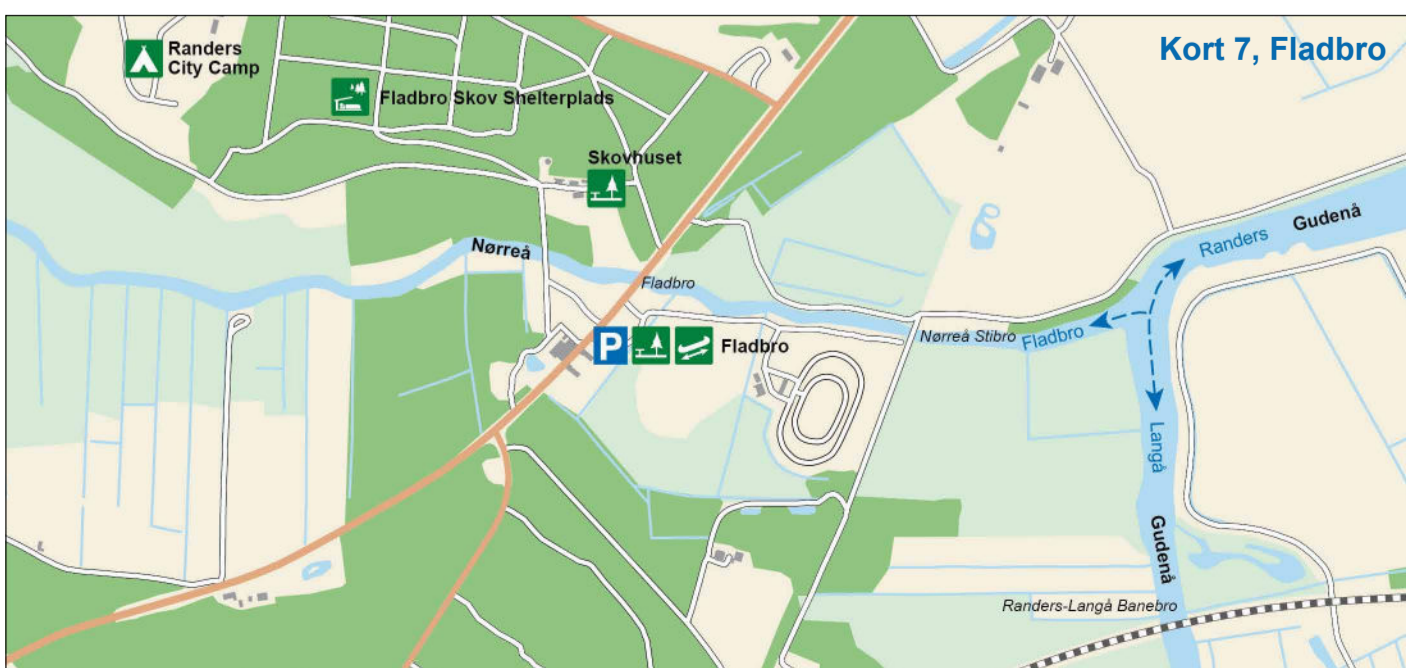 Kort 7, Fladbro
Randers
City Camp
Fladbro Skov Shelterplads
Skovhuset
Nørreå
Gudenå
Randers
Fladbro
Nørreå Stibro
Fladbro
P
Fladbro
Langå
Gudenå
Randers-Langå Banebro